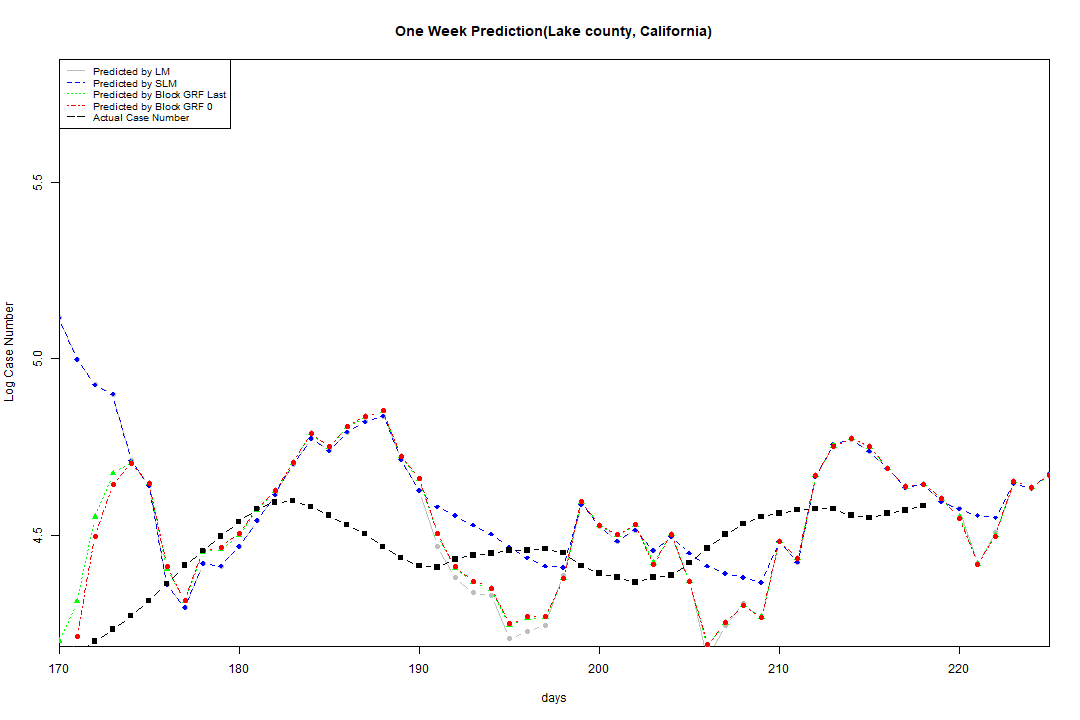 One Week Prediction(Lake county, California)
Predicted by LM
Predicted by SLM
Predicted by Block GRF Last
Predicted by Block GRF 0
Actual Case Number
5.5
5.0
4.5
Log Case Number
170 180 190 200 210 220
days